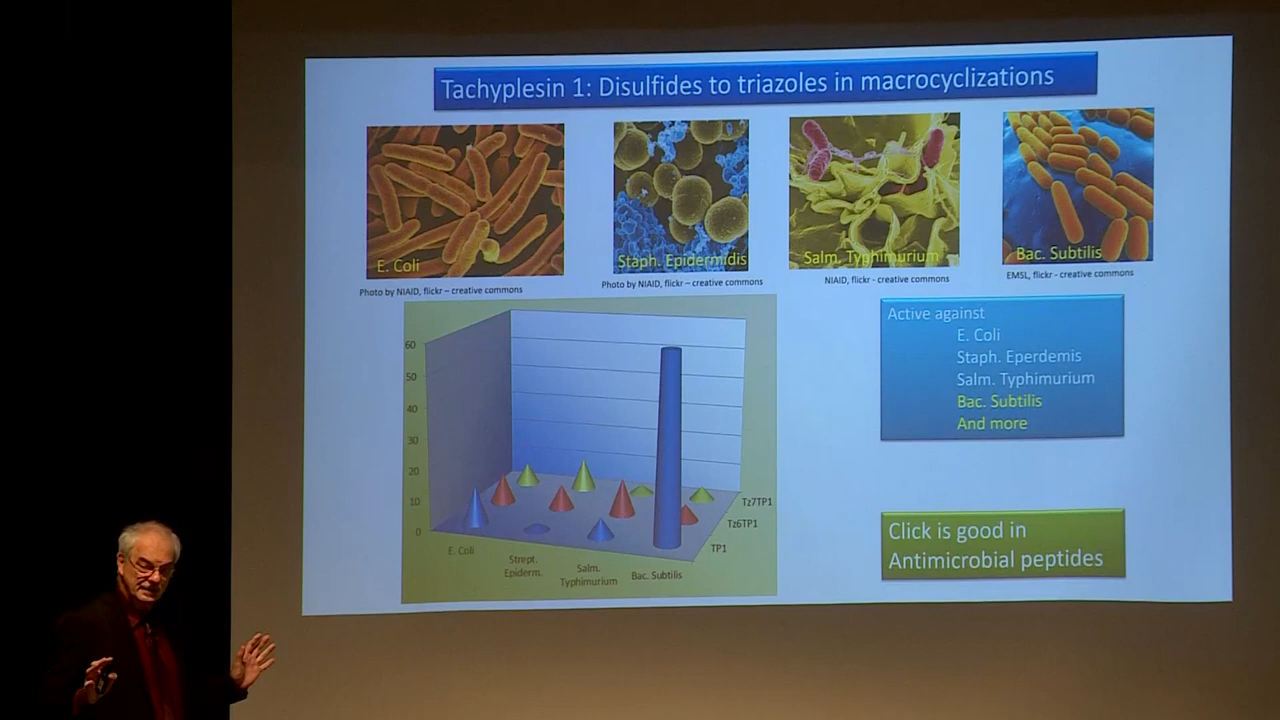 Tachyplesin 1: Disulfides to triazoles in macrocyclizations
E. Coli
Staph. Epidermidis
Salm. Typhimurium
Bac. Subtilis
Photo by NIAID, flickr – creative commons
Photo by NIAID, flickr – creative commons
NIAID, flickr - creative commons
EMSL, flickr - creative commons
60
50
40
30
20
10
0
E. Coli
Strept.
Epiderm.
Salm.
Typhimurium
Bac. Subtilis
Tz7TP1
Tz6TP1
TP1
Active against
E. Coli
Staph. Eperdemis
Salm. Typhimurium
Bac. Subtilis
And more
Click is good in
Antimicrobial peptides